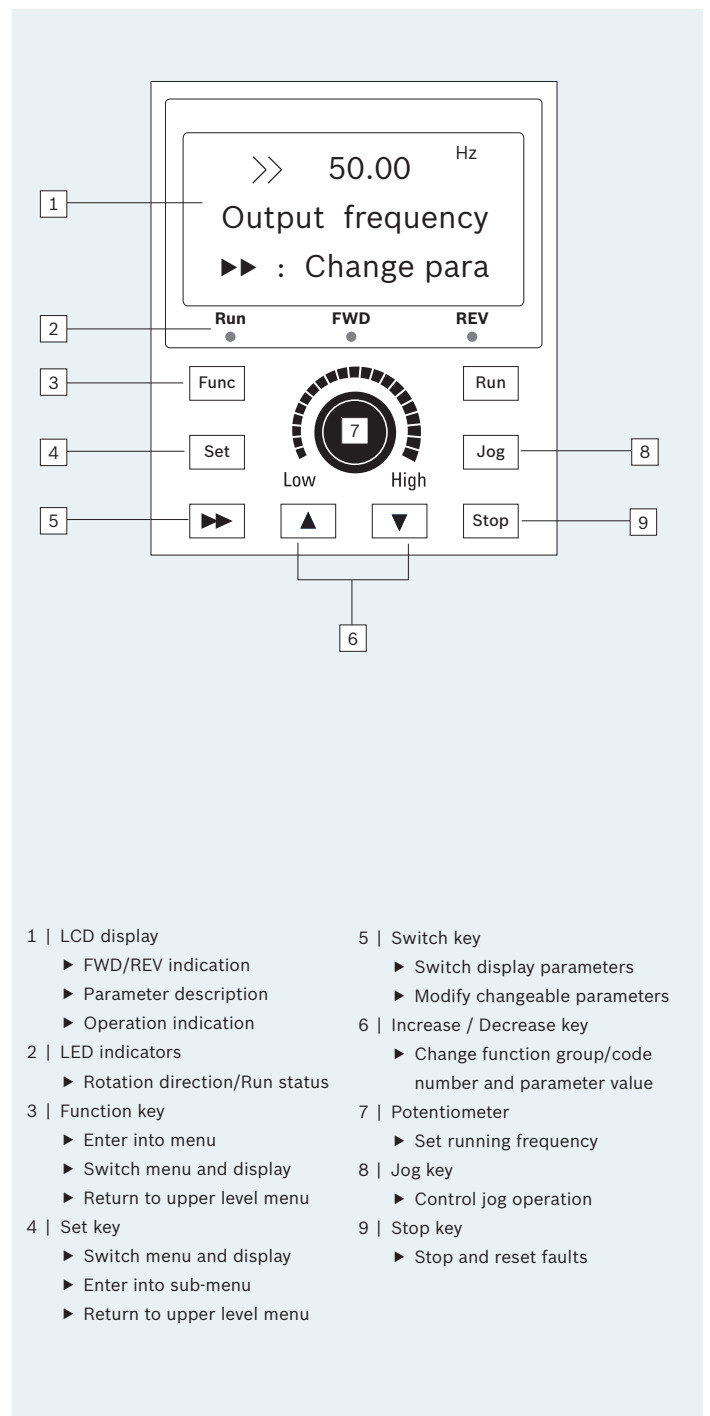 Hz
50.00
1
Output frequency
▶▶ : Change para
Run FWD REV
2
3 Func Run
4 Set 7 Jog 8
Low High
5 ▶▶ ▲ ▼ Stop 9
6
1 | LCD display
▶ FWD/REV indication
▶ Parameter description
▶ Operation indication
2 | LED indicators
▶ Rotation direction/Run status
3 | Function key
▶ Enter into menu
▶ Switch menu and display
▶ Return to upper level menu
4 | Set key
▶ Switch menu and display
▶ Enter into sub-menu
▶ Return to upper level menu
5 | Switch key
▶ Switch display parameters
▶ Modify changeable parameters
6 | Increase / Decrease key
▶ Change function group/code
number and parameter value
7 | Potentiometer
▶ Set running frequency
8 | Jog key
▶ Control jog operation
9 | Stop key
▶ Stop and reset faults